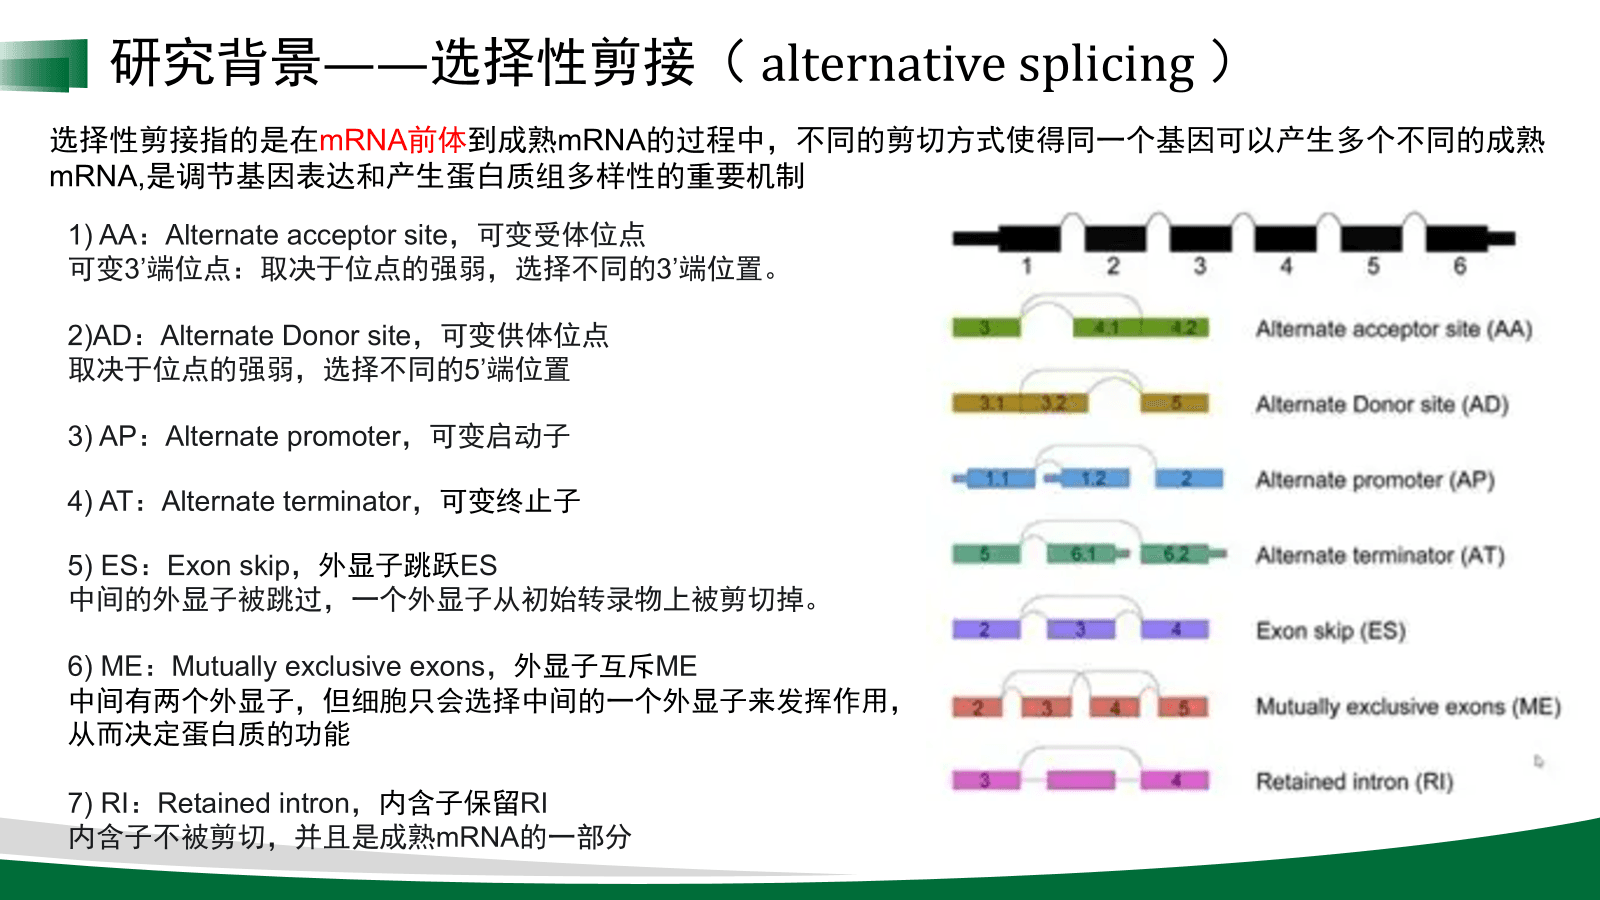 研究背景——选择性剪接（ alternative splicing ）
选择性剪接指的是在mRNA前体到成熟mRNA的过程中，不同的剪切方式使得同一个基因可以产生多个不同的成熟
mRNA,是调节基因表达和产生蛋白质组多样性的重要机制
1) AA：Alternate acceptor site，可变受体位点
可变3’端位点：取决于位点的强弱，选择不同的3’端位置。
2)AD：Alternate Donor site，可变供体位点
取决于位点的强弱，选择不同的5’端位置
3) AP：Alternate promoter，可变启动子
4) AT：Alternate terminator，可变终止子
5) ES：Exon skip，外显子跳跃ES
中间的外显子被跳过，一个外显子从初始转录物上被剪切掉。
6) ME：Mutually exclusive exons，外显子互斥ME
中间有两个外显子，但细胞只会选择中间的一个外显子来发挥作用，
从而决定蛋白质的功能
7) RI：Retained intron，内含子保留RI
内含子不被剪切，并且是成熟mRNA的一部分
1 2 3 4 5 6
3 4.1 4.2 Alternate acceptor site (AA)
3.1 3.2 5 Alternate Donor site (AD)
1.1 1.2 2 Alternate promoter (AP)
5 6.1 6.2 Alternate terminator (AT)
2 3 4 Exon skip (ES)
2 3 4 5 Mutually exclusive exons (ME)
3 4 Retained intron (RI)